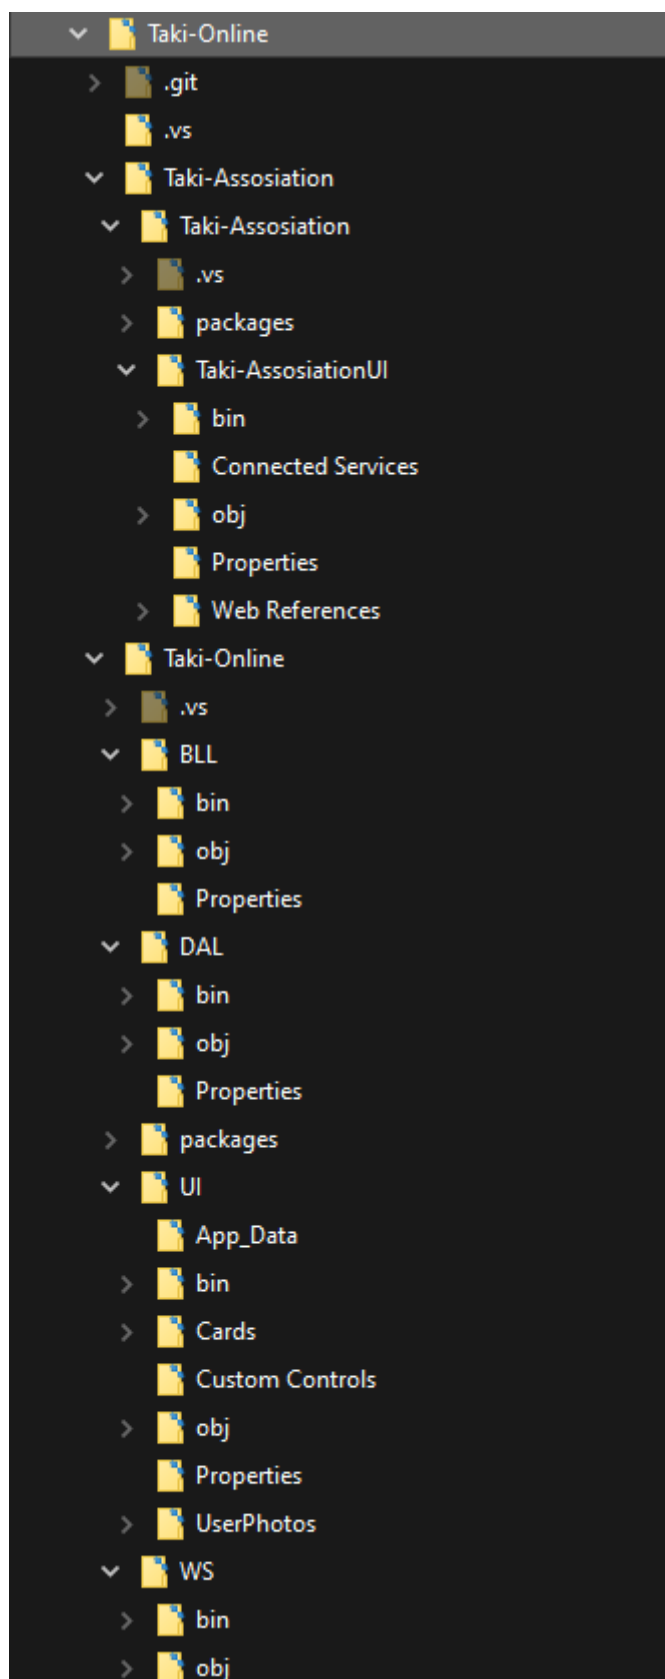 Taki-Online
.git
.vs
Taki-Assosiation
Taki-Assosiation
.vs
packages
Taki-AssosiationUI
bin
Connected Services
obj
Properties
Web References
Taki-Online
.vs
BLL
bin
obj
Properties
DAL
bin
obj
Properties
packages
UI
App_Data
bin
Cards
Custom Controls
obj
Properties
UserPhotos
WS
bin
obj